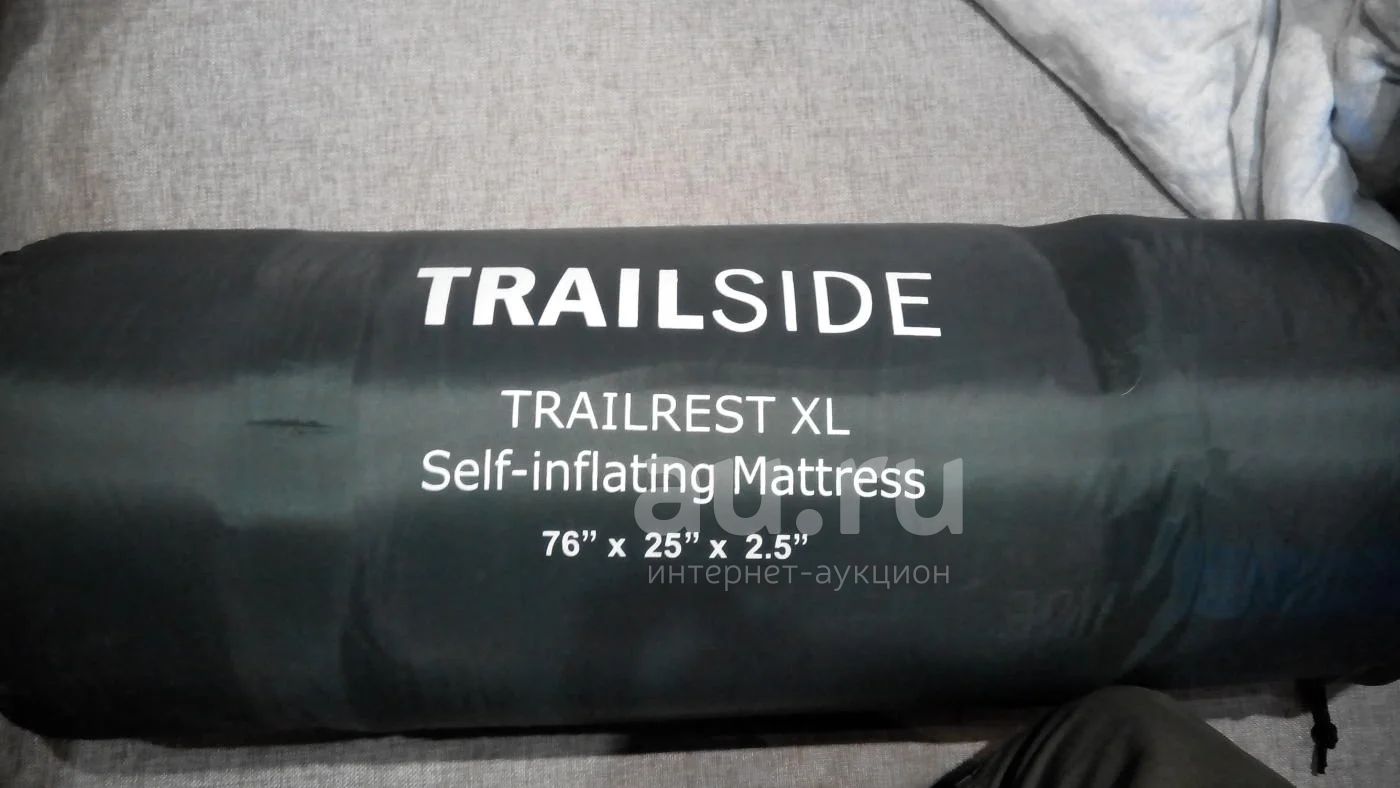 TRAILSIDE
TRAILREST XL
Self-inflating Mattress
au.ru
76” x 25” x 2.5”
интернет-аукцион